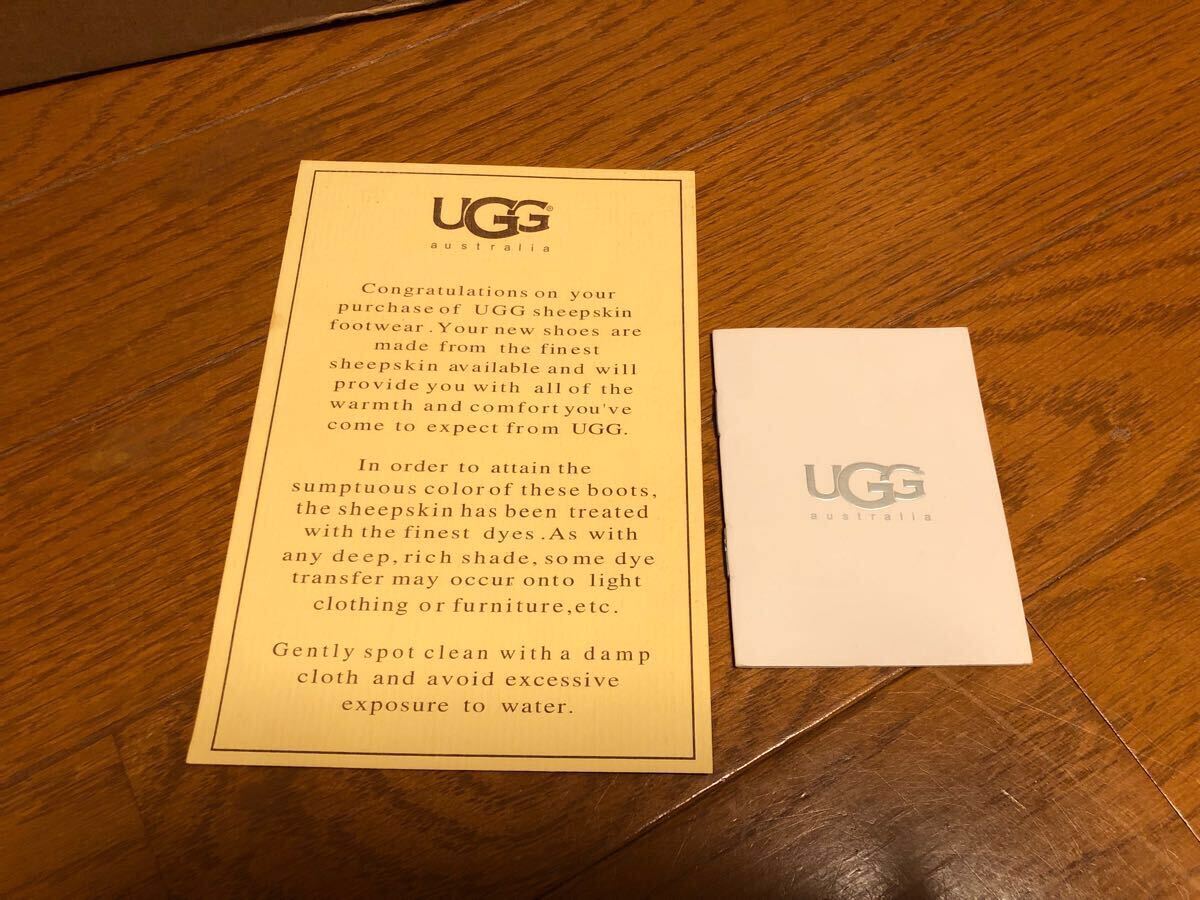 UGG®
australia
Congratulations on your
purchase of UGG sheepskin
footwear. Your new shoes are
made from the finest
sheepskin available and will
provide you with all of the
warmth and comfort you've
come to expect from UGG.
In order to attain the
sumptuous color of these boots,
the sheepskin has been treated
with the finest dyes. As with
any deep, rich shade, some dye
transfer may occur onto light
clothing or furniture, etc.
Gently spot clean with a damp
cloth and avoid excessive
exposure to water.
UGG®
australia